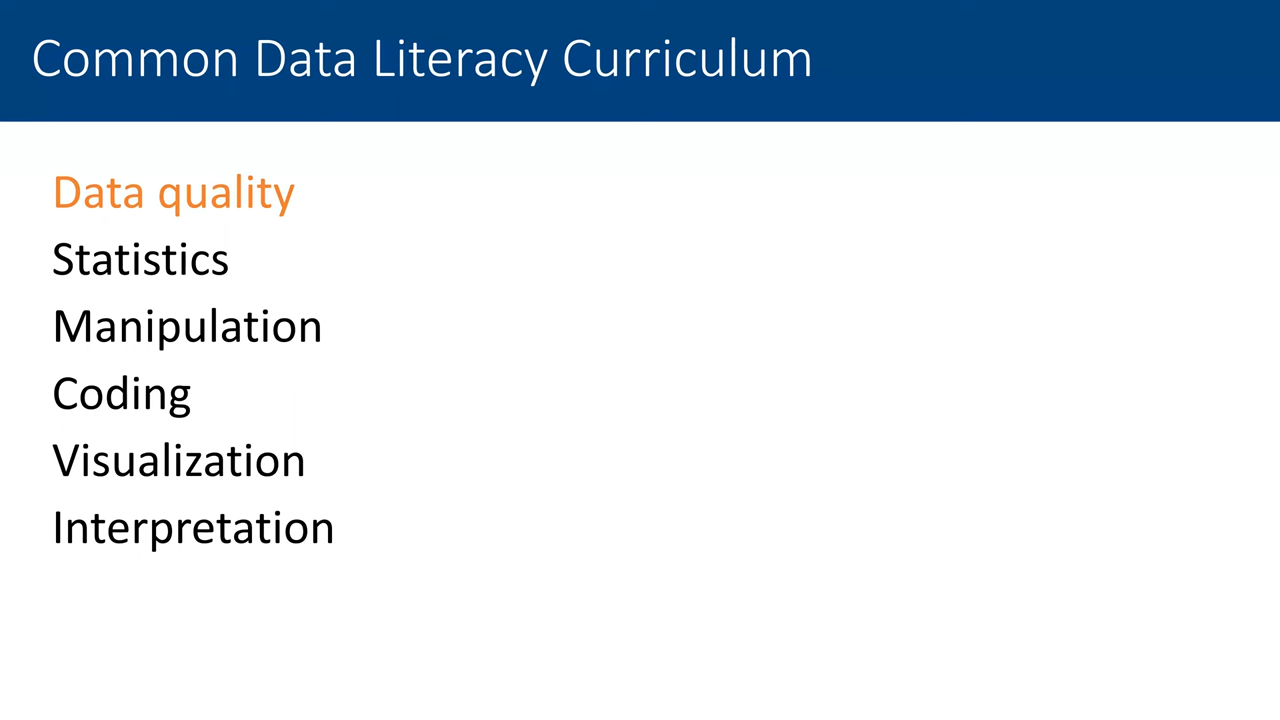 Common Data Literacy Curriculum
Data quality
Statistics
Manipulation
Coding
Visualization
Interpretation